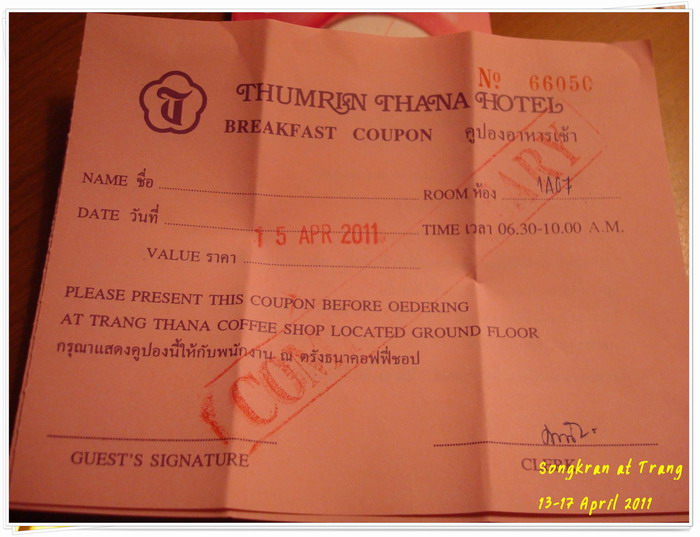 No. 66050
THUMRIN THANA HOTEL
BREAKFAST COUPON คูปองอาหารเช้า
NAME ชื่อ ROOM ห้อง 1A07
DATE วันที่ 15 APR 2011 TIME เวลา 06.30-10.00 A.M.
VALUE ราคา
PLEASE PRESENT THIS COUPON BEFORE OEDERING
AT TRANG THANA COFFEE SHOP LOCATED GROUND FLOOR
กรุณาแสดงคูปองนี้ให้กับพนักงาน ณ ตรังธนาคอฟฟี่ชอป
GUEST'S SIGNATURE CLERK
Songkran at Trang
13-17 April 2011